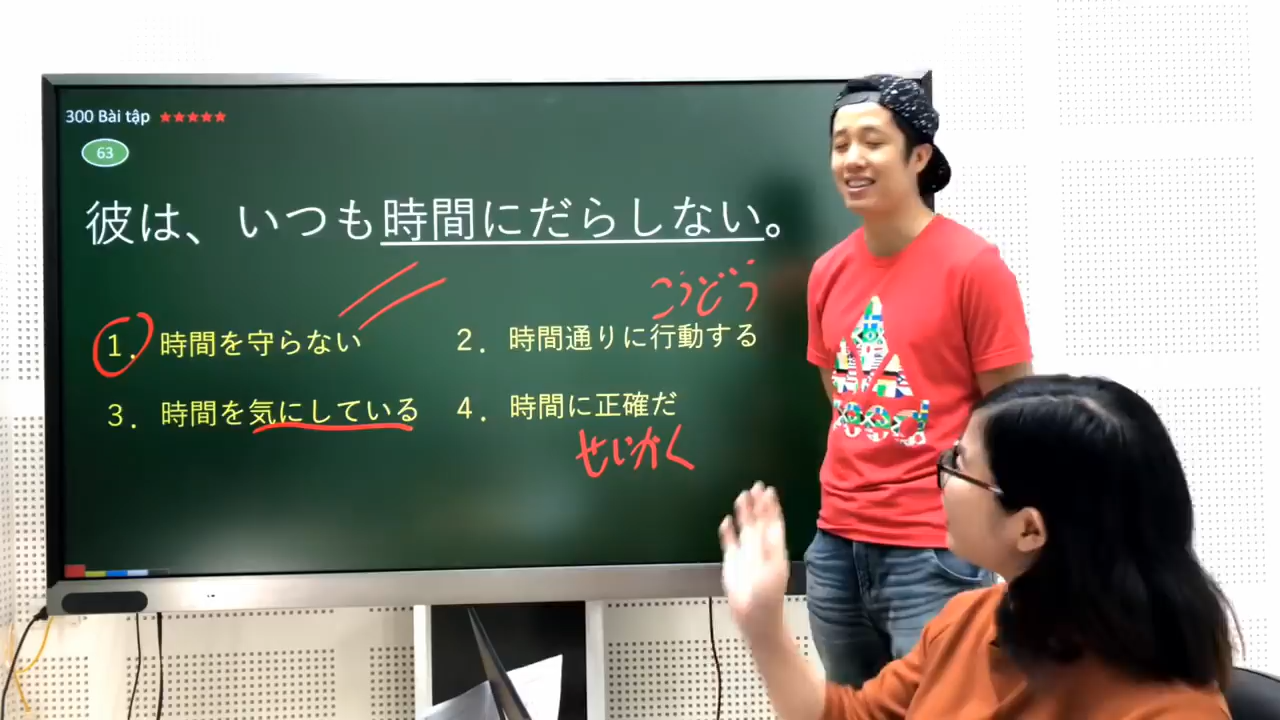 300 Bài tập
63
彼は、いつも時間にだらしない。
こうどう
1. 時間を守らない 2. 時間通りに行動する
3. 時間を気にしている 4. 時間に正確だ
せいかく